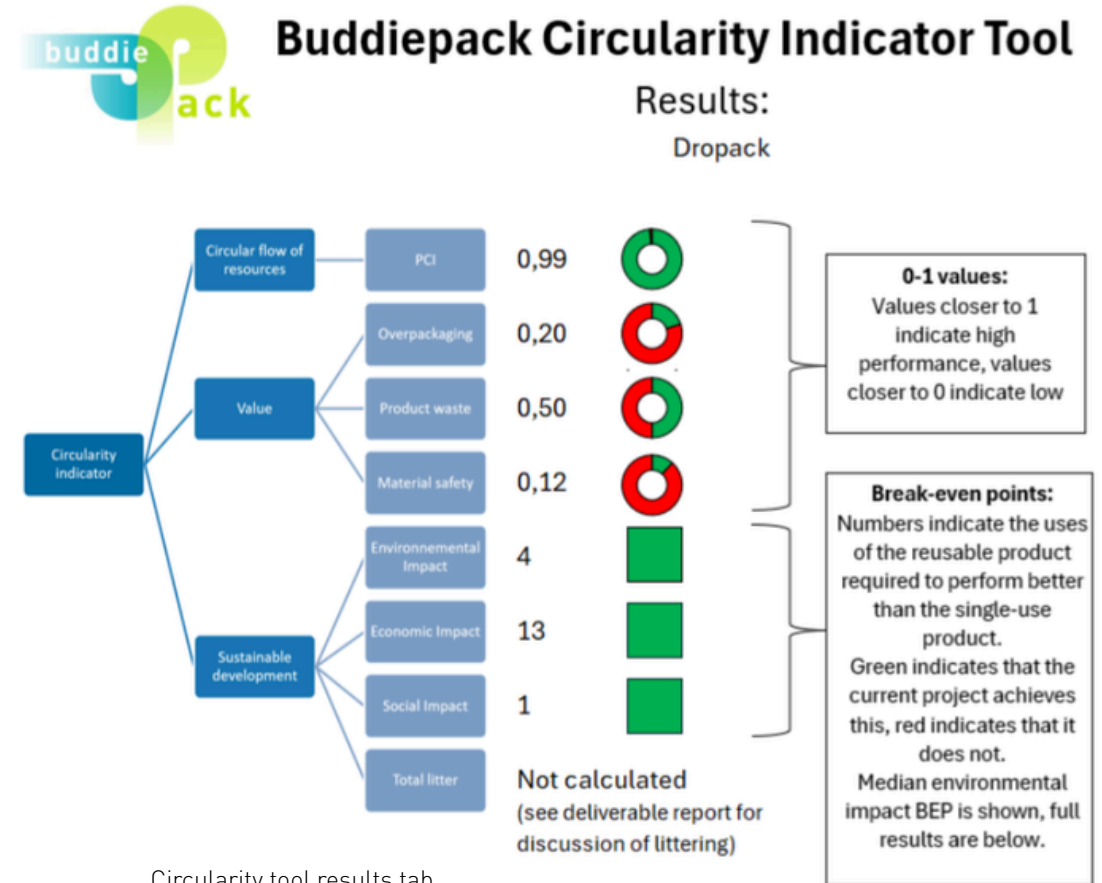 buddie
Pack
Buddiepack Circularity Indicator Tool
Results:
Dropack
Circularity
indicator
Circular flow of
resources
PCI
0,99
Value
Overpackaging
0,20
Product waste
0,50
Material safety
0,12
Sustainable
development
Environnemental
Impact
4
Economic Impact
13
Social Impact
1
Total litter
Not calculated
(see deliverable report for
discussion of littering)
0-1 values:
Values closer to 1
indicate high
performance, values
closer to 0 indicate low
Break-even points:
Numbers indicate the uses
of the reusable product
required to perform better
than the single-use
product.
Green indicates that the
current project achieves
this, red indicates that it
does not.
Median environmental
impact BEP is shown, full
results are below.
Circularity tool results tab